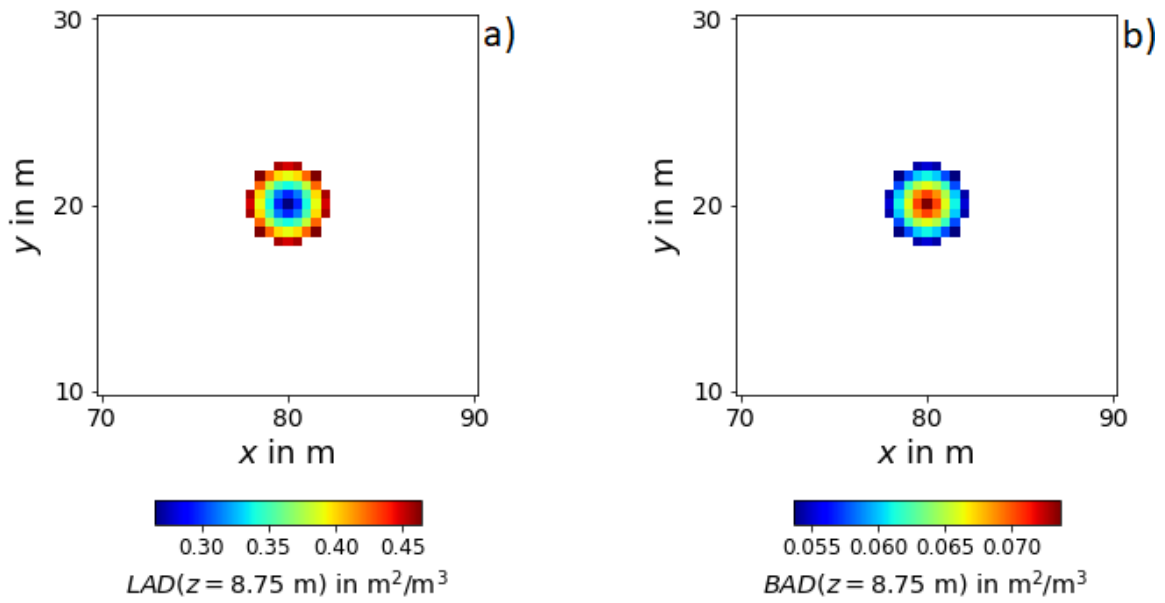 a)
30
20
10
y in m
70 80 90
x in m
0.30 0.35 0.40 0.45
LAD(z = 8.75 m) in m²/m³
b)
30
20
10
y in m
70 80 90
x in m
0.055 0.060 0.065 0.070
BAD(z = 8.75 m) in m²/m³